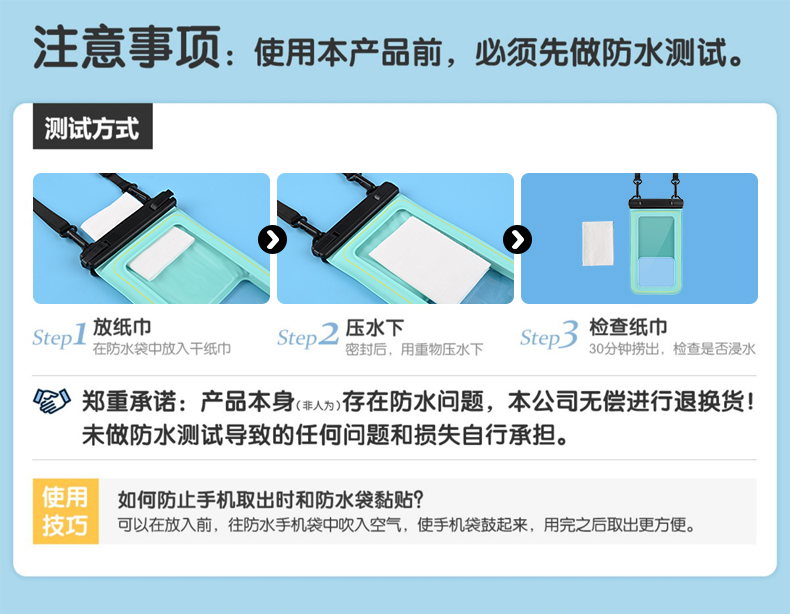 注意事项：使用本产品前，必须先做防水测试。
测试方式
Step1 放纸巾
在防水袋中放入干纸巾
Step2 压水下
密封后，用重物压水下
Step3 检查纸巾
30分钟捞出，检查是否浸水
郑重承诺：产品本身(非人为)存在防水问题，本公司无偿进行退换货！
未做防水测试导致的任何问题和损失自行承担。
使用
技巧
如何防止手机取出时和防水袋黏贴？
可以在放入前，往防水手机袋中吹入空气，使手机袋鼓起来，用完之后取出更方便。